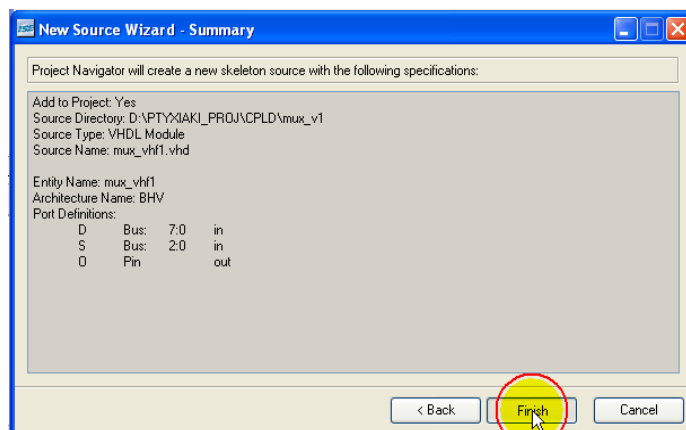 ISE New Source Wizard - Summary
Project Navigator will create a new skeleton source with the following specifications:
Add to Project: Yes
Source Directory: D:\PTYXIAKI_PROJ\CPLD\mux_v1
Source Type: VHDL Module
Source Name: mux_vhf1.vhd
Entity Name: mux_vhf1
Architecture Name: BHV
Port Definitions:
D Bus: 7:0 in
S Bus: 2:0 in
O Pin out
< Back Finish Cancel